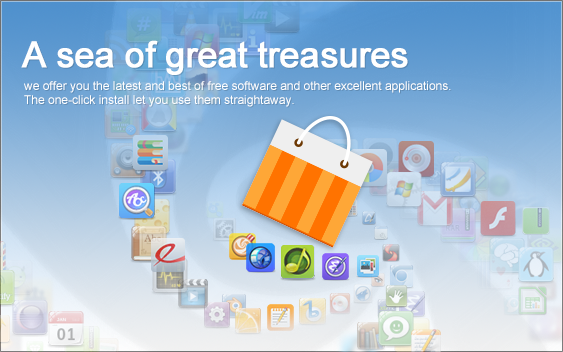 A sea of great treasures
we offer you the latest and best of free software and other excellent applications.
The one-click install let you use them straightaway.
01